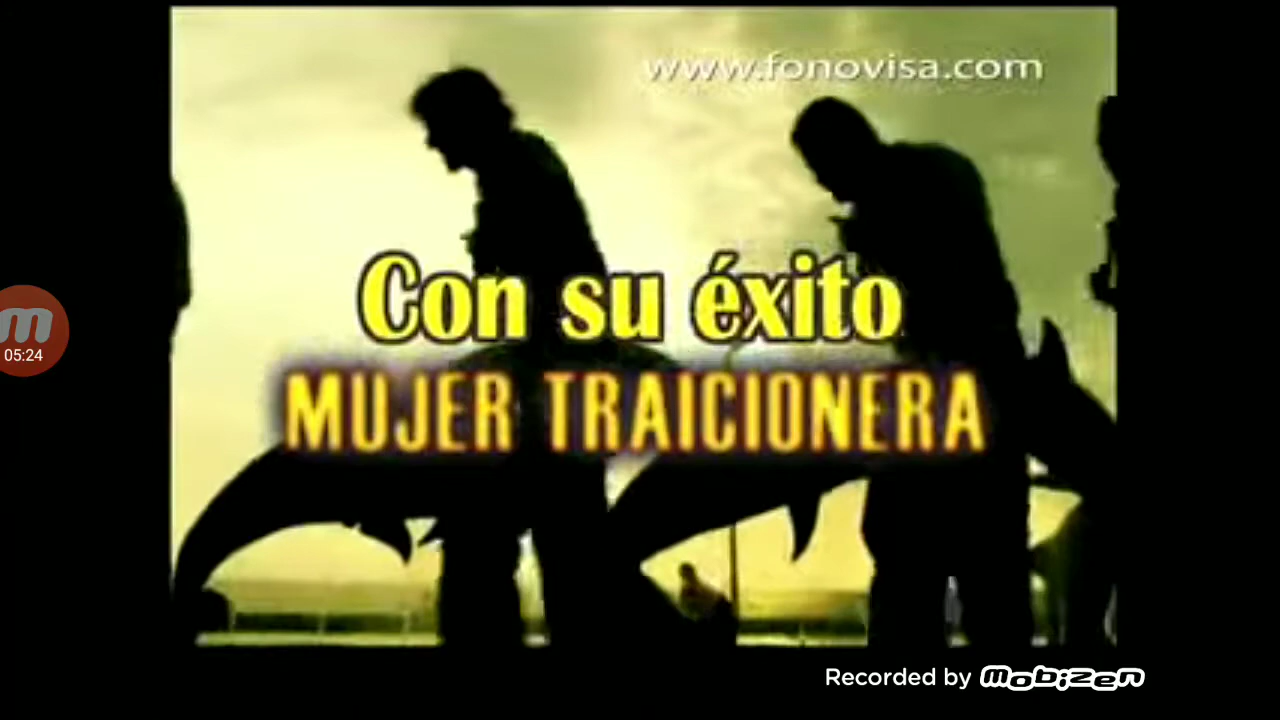 www.fonovisa.com
Con su éxito
MUJER TRAICIONERA
05:24
Recorded by mobizen